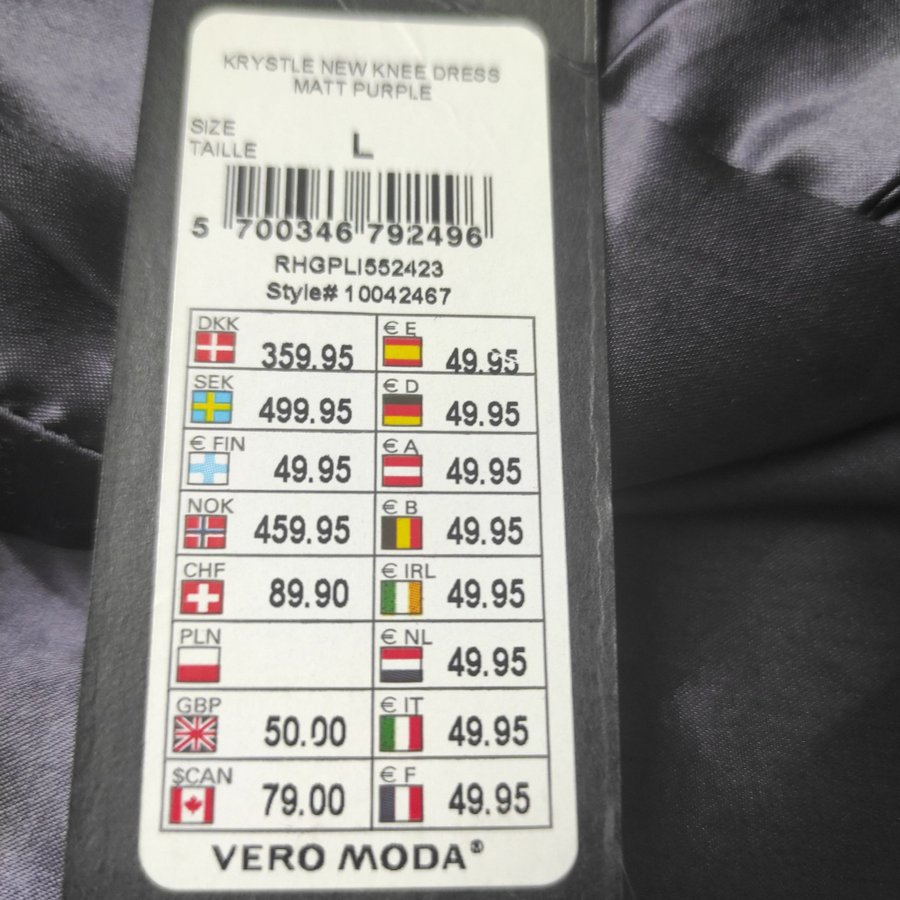 KRYSTLE NEW KNEE DRESS
MATT PURPLE
SIZE
TAILLE L
5 700346 792496
RHGPLI552423
Style# 10042467
DKK 359.95 € E 49.95
SEK 499.95 € D 49.95
€ FIN 49.95 € A 49.95
NOK 459.95 € B 49.95
CHF 89.90 € IRL 49.95
PLN € NL 49.95
GBP 50.00 € IT 49.95
$CAN 79.00 € F 49.95
VERO MODA®